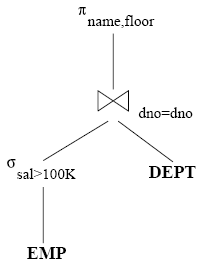 π name,floor
dno=dno
σ sal>100K
DEPT
EMP